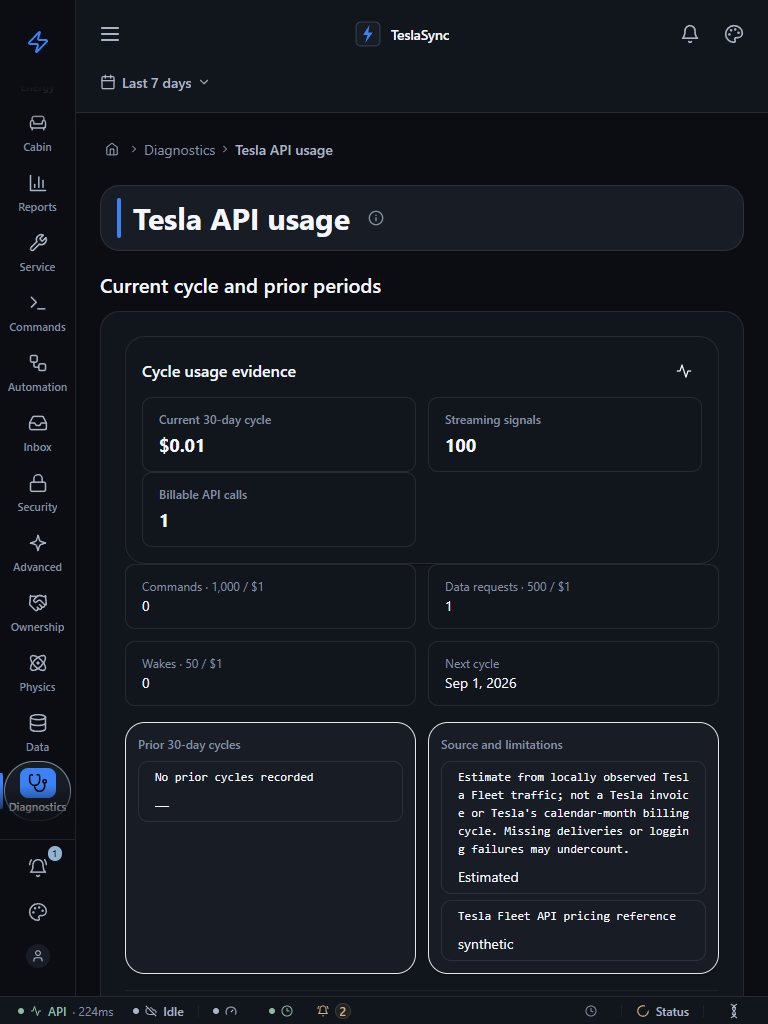 TeslaSync
Last 7 days
Energy
Cabin
Reports
Service
Commands
Automation
Inbox
Security
Advanced
Ownership
Physics
Data
Diagnostics
1
Diagnostics
Tesla API usage
Tesla API usage
Current cycle and prior periods
Cycle usage evidence
Current 30-day cycle
$0.01
Streaming signals
100
Billable API calls
1
Commands · 1,000 / $1
0
Data requests · 500 / $1
1
Wakes · 50 / $1
0
Next cycle
Sep 1, 2026
Prior 30-day cycles
No prior cycles recorded
—
Source and limitations
Estimate from locally observed Tesl
a Fleet traffic; not a Tesla invoic
e or Tesla's calendar-month billing
cycle. Missing deliveries or loggin
g failures may undercount.
Estimated
Tesla Fleet API pricing reference
synthetic
API · 224ms
Idle
2
Status